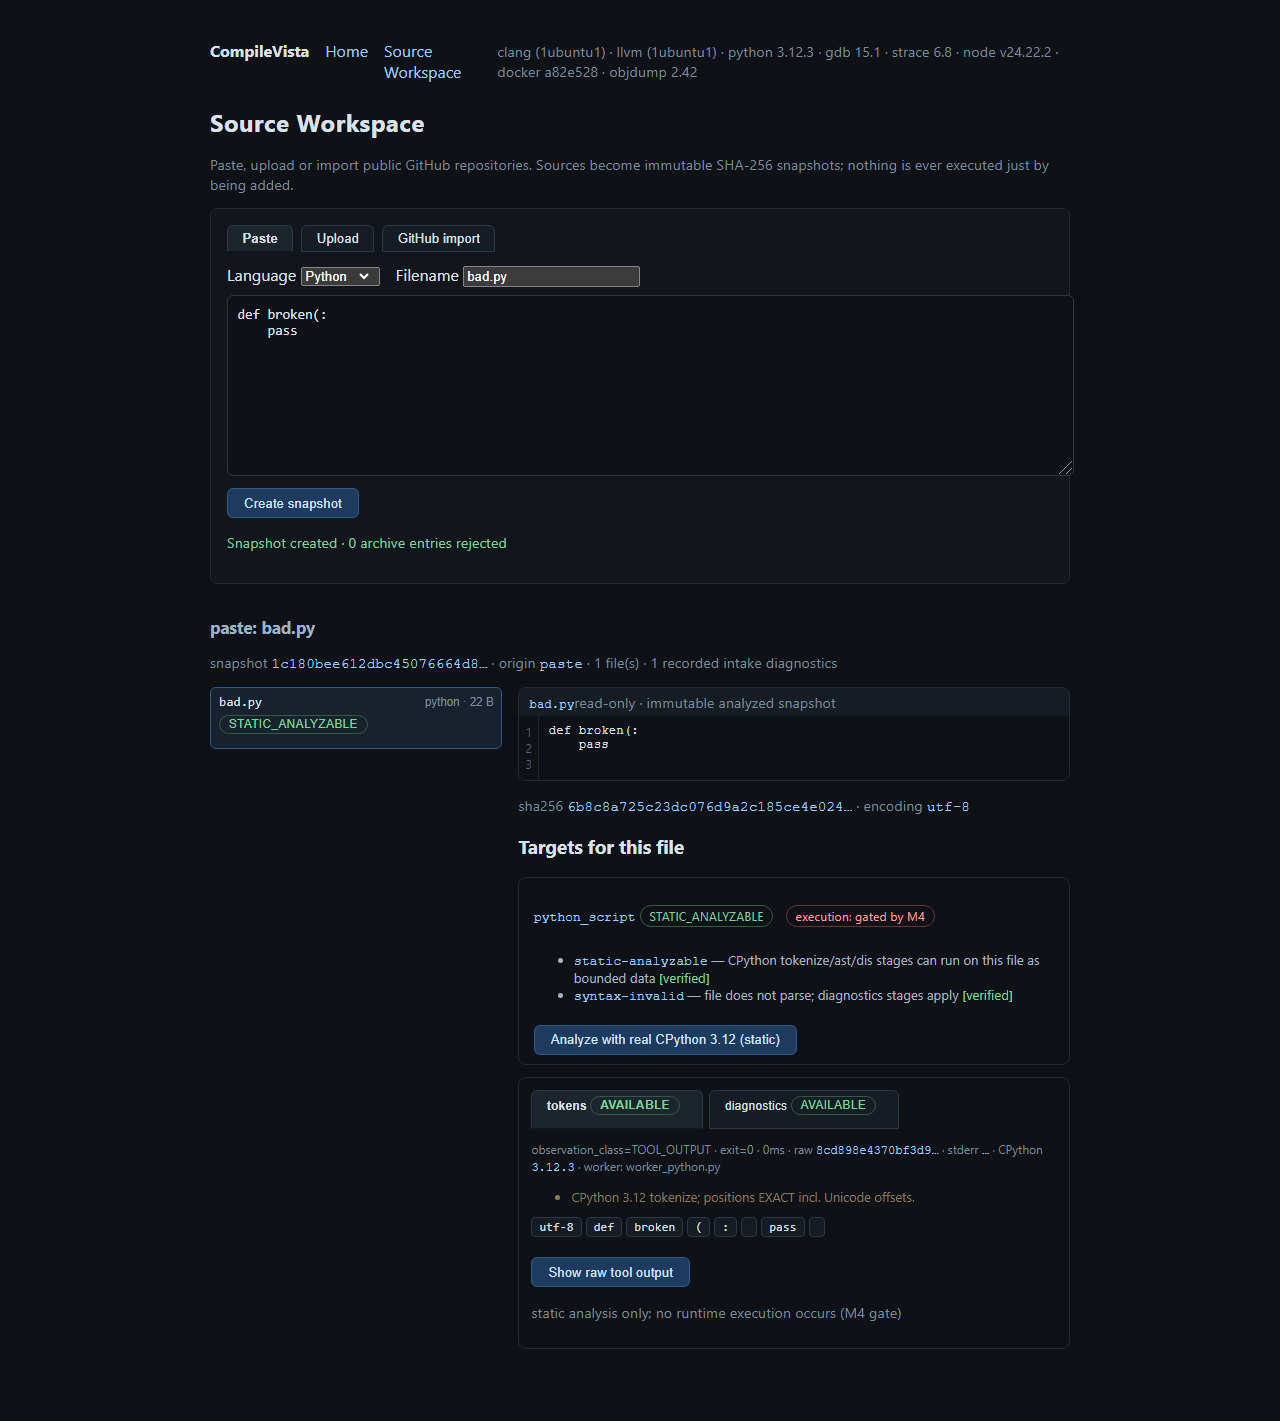 CompileVista Home Source Workspace clang (1ubuntu1) · llvm (1ubuntu1) · python 3.12.3 · gdb 15.1 · strace 6.8 · node v24.22.2 ·
docker a82e528 · objdump 2.42
Source Workspace
Paste, upload or import public GitHub repositories. Sources become immutable SHA-256 snapshots; nothing is ever executed just by
being added.
Paste Upload GitHub import
Language Python Filename bad.py
def broken(:
    pass
Create snapshot
Snapshot created · 0 archive entries rejected
paste: bad.py
snapshot 1c180bee612dbc45076664d8… · origin paste · 1 file(s) · 1 recorded intake diagnostics
bad.py python · 22 B
STATIC_ANALYZABLE
bad.pyread-only · immutable analyzed snapshot
1 def broken(:
2     pass
3
sha256 6b8c8a725c23dc076d9a2c185ce4e024… · encoding utf-8
Targets for this file
python_script STATIC_ANALYZABLE execution: gated by M4
• static-analyzable — CPython tokenize/ast/dis stages can run on this file as
bounded data [verified]
• syntax-invalid — file does not parse; diagnostics stages apply [verified]
Analyze with real CPython 3.12 (static)
tokens AVAILABLE diagnostics AVAILABLE
observation_class=TOOL_OUTPUT · exit=0 · 0ms · raw 8cd898e4370bf3d9… · stderr … · CPython
3.12.3 · worker: worker_python.py
• CPython 3.12 tokenize; positions EXACT incl. Unicode offsets.
utf-8 def broken ( : pass
Show raw tool output
static analysis only; no runtime execution occurs (M4 gate)